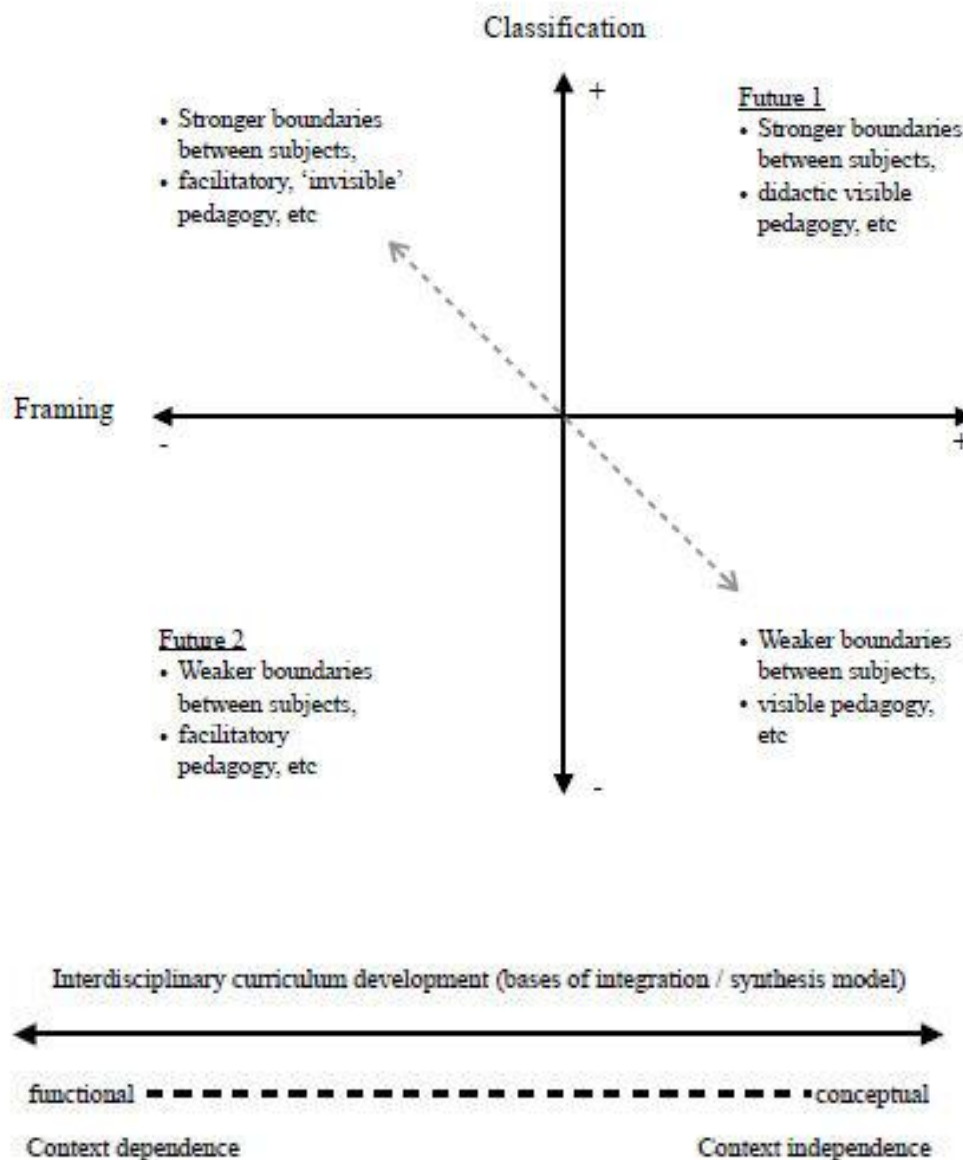 Classification
+
• Stronger boundaries
between subjects,
• facilitatory, ‘invisible’
pedagogy, etc
Future 1
• Stronger boundaries
between subjects,
• didactic visible
pedagogy, etc
Framing
-
+
Future 2
• Weaker boundaries
between subjects,
• facilitatory
pedagogy, etc
• Weaker boundaries
between subjects,
• visible pedagogy,
etc
-
Interdisciplinary curriculum development (bases of integration / synthesis model)
functional
conceptual
Context dependence
Context independence